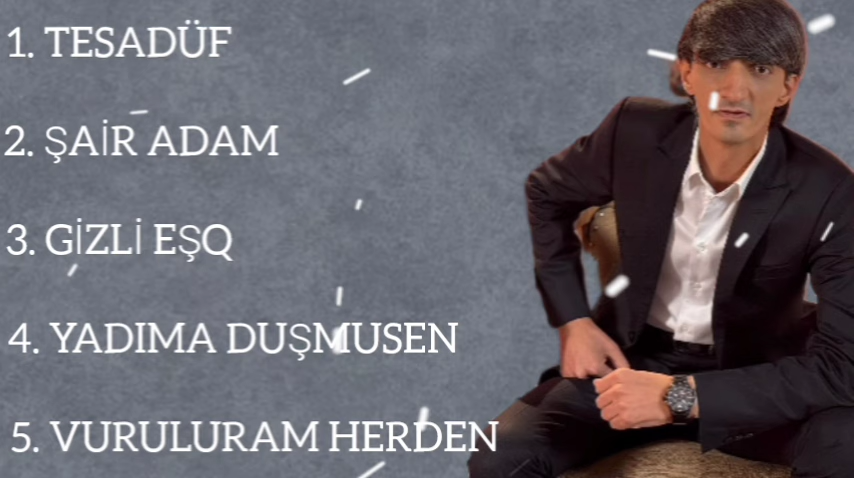 1. TESADÜF
2. ŞAİR ADAM
3. GİZLİ EŞQ
4. YADIMA DUŞMUSEN
5. VURULURAM HERDEN